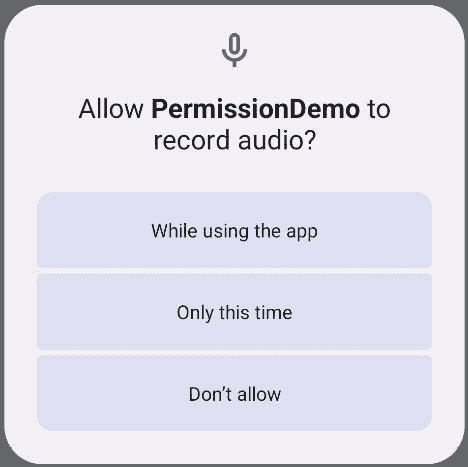 Allow PermissionDemo to
record audio?
While using the app
Only this time
Don’t allow